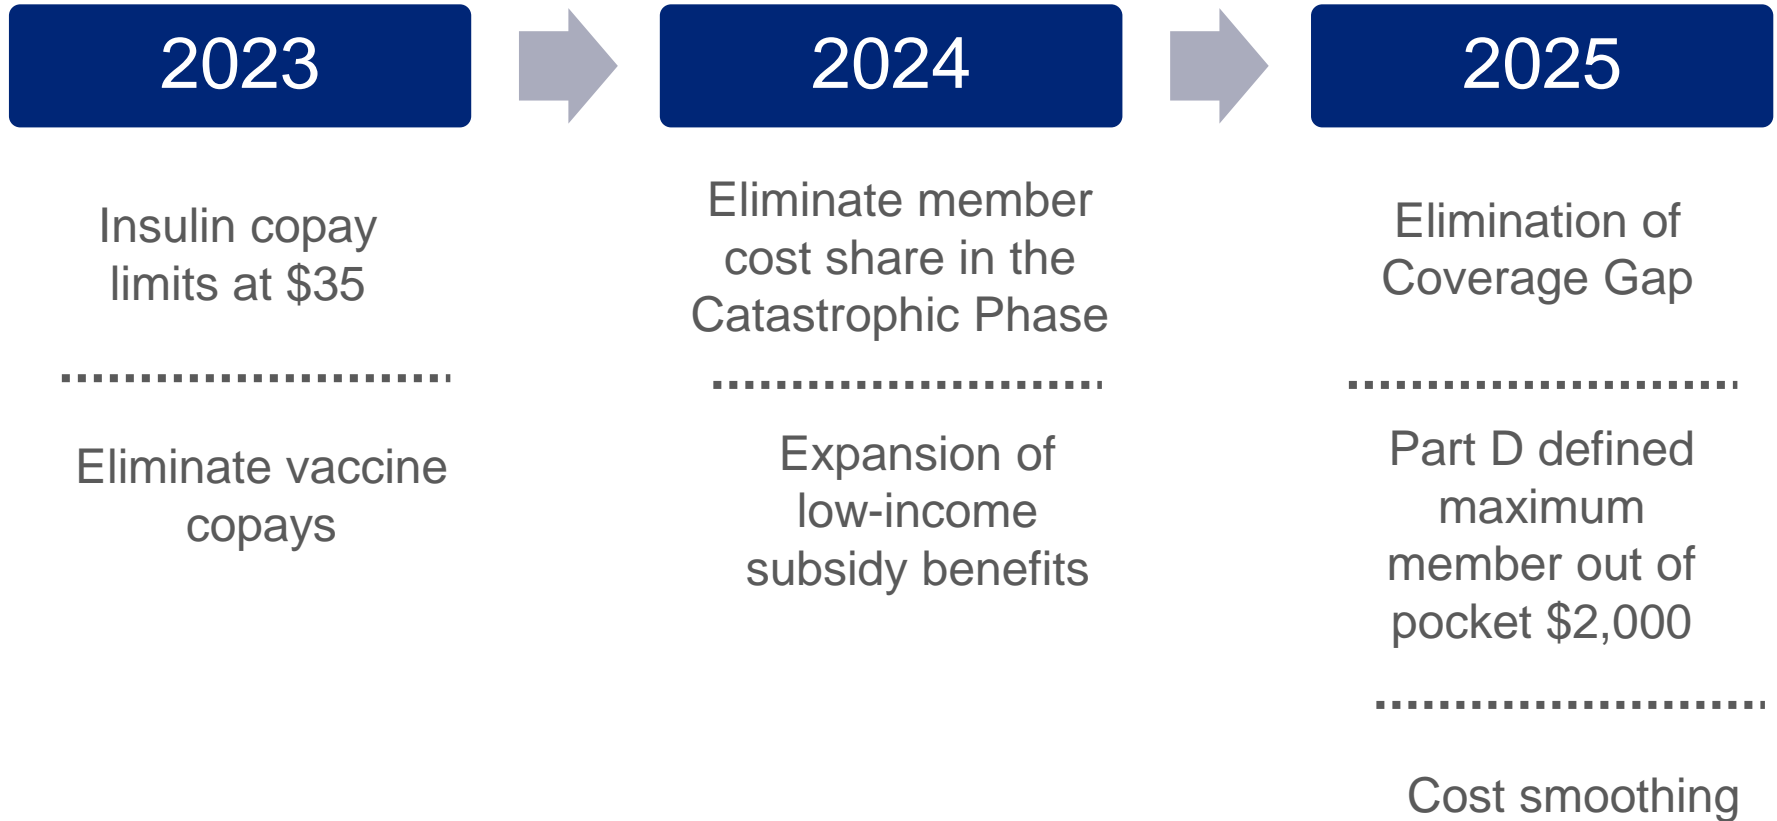 2023
Insulin copay
limits at $35
Eliminate vaccine
copays
2024
Eliminate member
cost share in the
Catastrophic Phase
Expansion of
low-income
subsidy benefits
2025
Elimination of
Coverage Gap
Part D defined
maximum
member out of
pocket $2,000
Cost smoothing